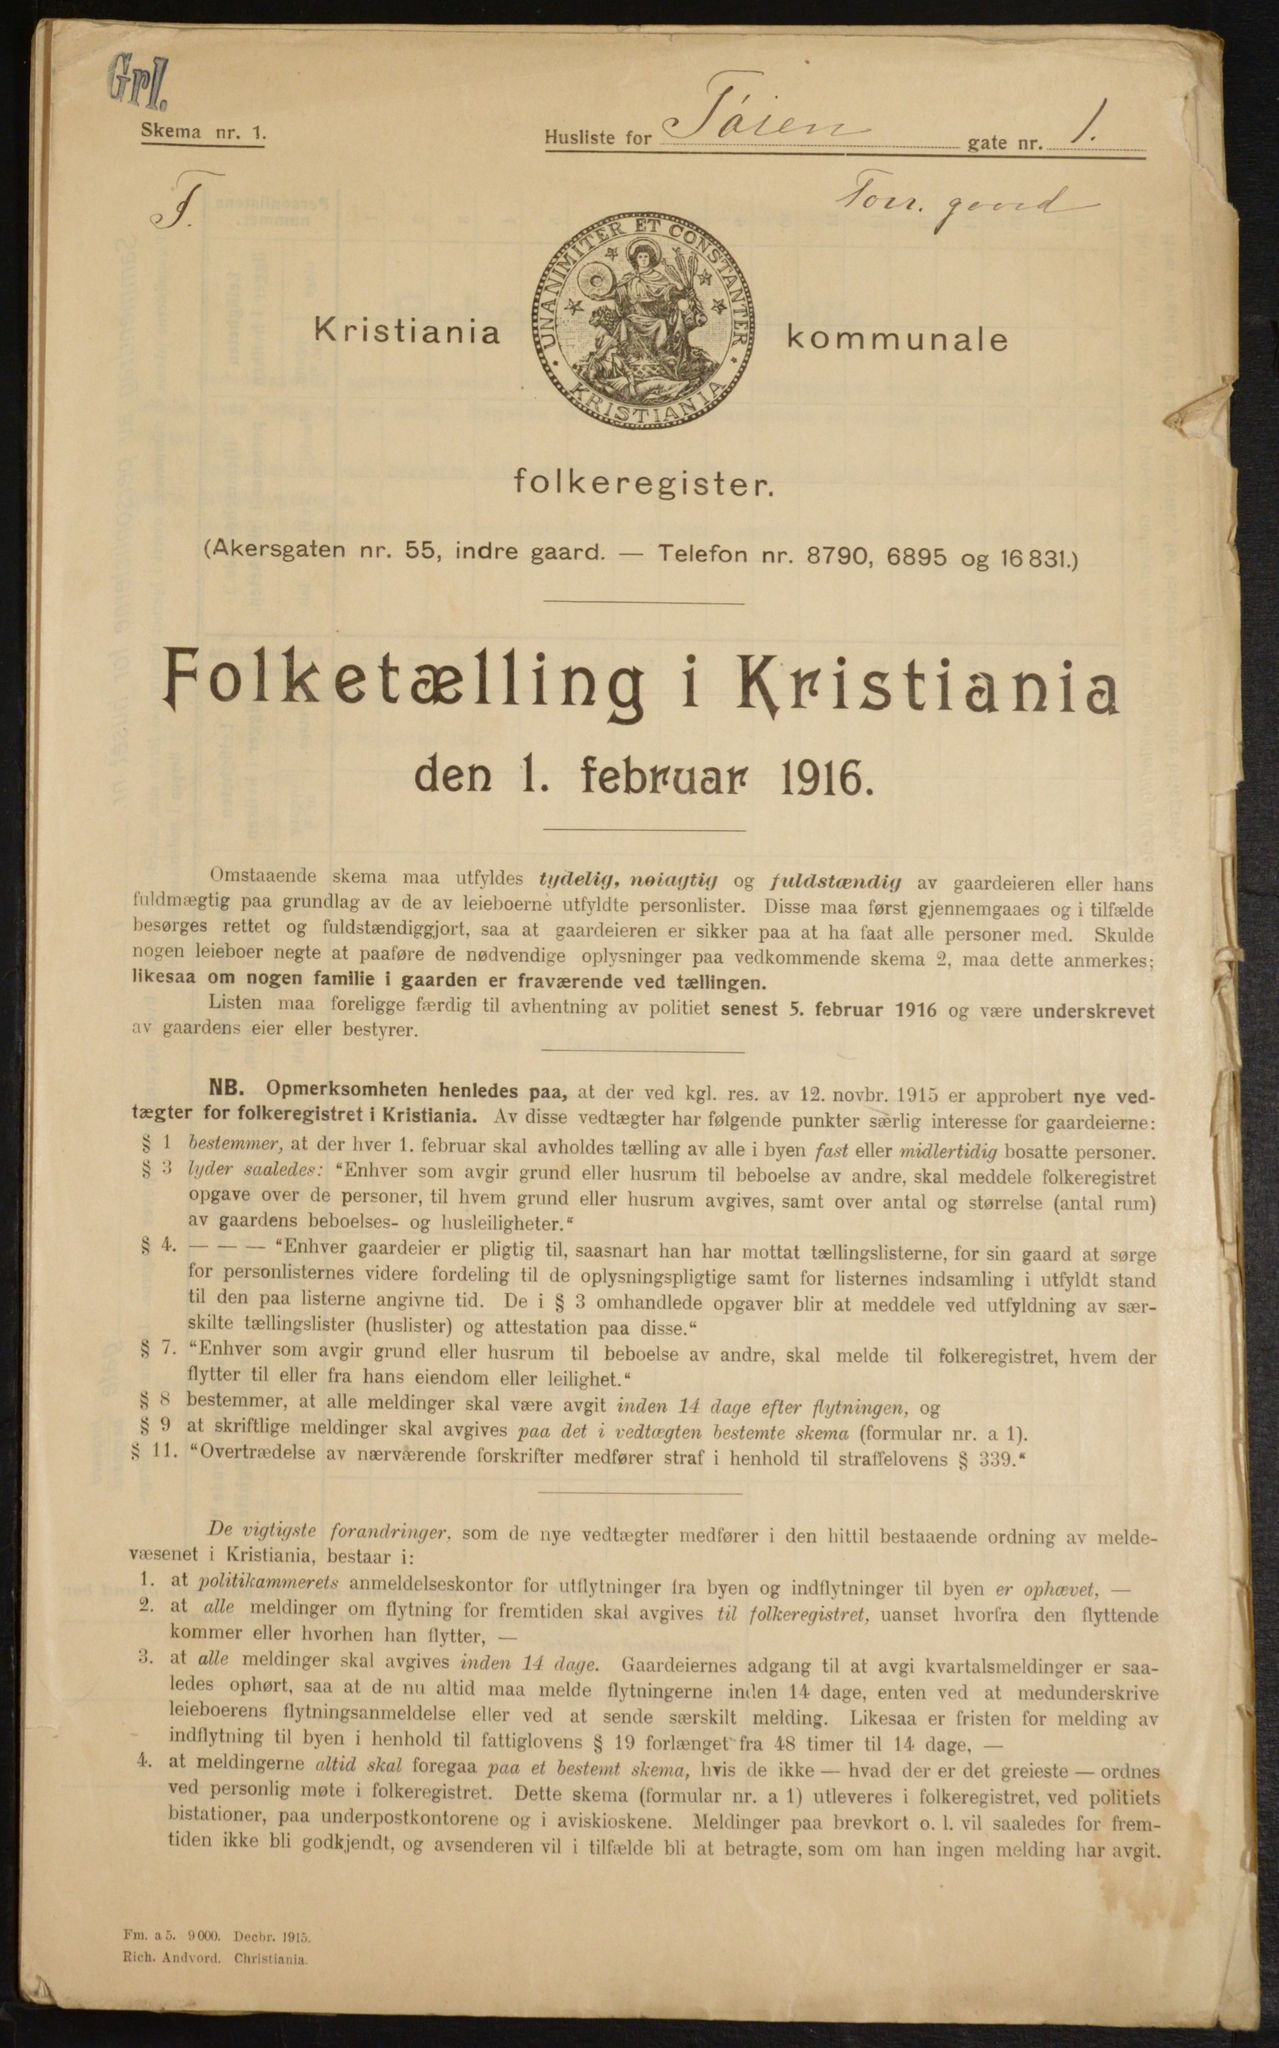 Grl.
Skema nr. 1.
Husliste for Tøien gate nr. 1.
T.
Torr. gaard
UNANIMITER ET CONSTANTER
KRISTIANIA
Kristiania kommunale
folkeregister.
(Akersgaten nr. 55, indre gaard. — Telefon nr. 8790, 6895 og 16 831.)
Folketælling i Kristiania
den 1. februar 1916.
Omstaaende skema maa utfyldes tydelig, nøiagtig og fuldstændig av gaardeieren eller hans
fuldmægtig paa grundlag av de av leieboerne utfyldte personlister. Disse maa først gjennemgaaes og i tilfælde
besørges rettet og fuldstændiggjort, saa at gaardeieren er sikker paa at ha faat alle personer med. Skulde
nogen leieboer negte at paaføre de nødvendige oplysninger paa vedkommende skema 2, maa dette anmerkes;
likesaa om nogen familie i gaarden er fraværende ved tællingen.
Listen maa foreligge færdig til avhentning av politiet senest 5. februar 1916 og være underskrevet
av gaardens eier eller bestyrer.
NB. Opmerksomheten henledes paa, at der ved kgl. res. av 12. novbr. 1915 er approbert nye ved-
tægter for folkeregistret i Kristiania. Av disse vedtægter har følgende punkter særlig interesse for gaardeierne:
§ 1 bestemmer, at der hver 1. februar skal avholdes tælling av alle i byen fast eller midlertidig bosatte personer.
§ 3 lyder saaledes: “Enhver som avgir grund eller husrum til beboelse av andre, skal meddele folkeregistret
opgave over de personer, til hvem grund eller husrum avgives, samt over antal og størrelse (antal rum)
av gaardens beboelses- og husleiligheter.“
§ 4. — — — “Enhver gaardeier er pligtig til, saasnart han har mottat tællingslisterne, for sin gaard at sørge
for personlisternes videre fordeling til de oplysningspligtige samt for listernes indsamling i utfyldt stand
til den paa listerne angivne tid. De i § 3 omhandlede opgaver blir at meddele ved utfyldning av sær-
skilte tællingslister (huslister) og attestation paa disse.“
§ 7. “Enhver som avgir grund eller husrum til beboelse av andre, skal melde til folkeregistret, hvem der
flytter til eller fra hans eiendom eller leilighet.“
§ 8 bestemmer, at alle meldinger skal være avgit inden 14 dage efter flytningen, og
§ 9 at skriftlige meldinger skal avgives paa det i vedtægten bestemte skema (formular nr. a 1).
§ 11. “Overtrædelse av nærværende forskrifter medfører straf i henhold til straffelovens § 339.“
De vigtigste forandringer, som de nye vedtægter medfører i den hittil bestaaende ordning av melde-
væsenet i Kristiania, bestaar i:
1. at politikammerets anmeldelseskontor for utflytninger fra byen og indflytninger til byen er ophævet, —
2. at alle meldinger om flytning for fremtiden skal avgives til folkeregistret, uanset hvorfra den flyttende
kommer eller hvorhen han flytter, —
3. at alle meldinger skal avgives inden 14 dage. Gaardeiernes adgang til at avgi kvartalsmeldinger er saa-
ledes ophørt, saa at de nu altid maa melde flytningerne inden 14 dage, enten ved at medunderskrive
leieboerens flytningsanmeldelse eller ved at sende særskilt melding. Likesaa er fristen for melding av
indflytning til byen i henhold til fattiglovens § 19 forlænget fra 48 timer til 14 dage, —
4. at meldingerne altid skal foregaa paa et bestemt skema, hvis de ikke — hvad der er det greieste — ordnes
ved personlig møte i folkeregistret. Dette skema (formular nr. a 1) utleveres i folkeregistret, ved politiets
bistationer, paa underpostkontorene og i aviskioskene. Meldinger paa brevkort o. l. vil saaledes for frem-
tiden ikke bli godkjendt, og avsenderen vil i tilfælde bli at betragte, som om han ingen melding har avgit.
Fm. a 5. 9 000. Decbr. 1915.
Rich. Andvord. Christiania.